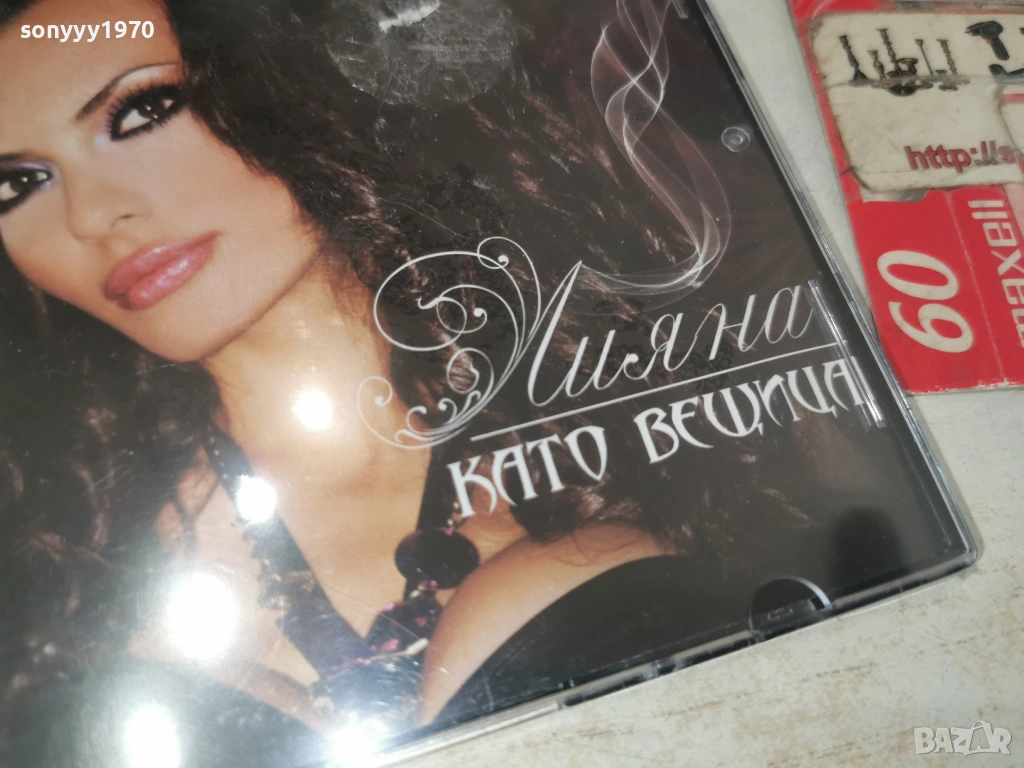 sonyyy1970
http://
60
maxell
Лияна
КАТО ВЕЩИЦА
BAZAR